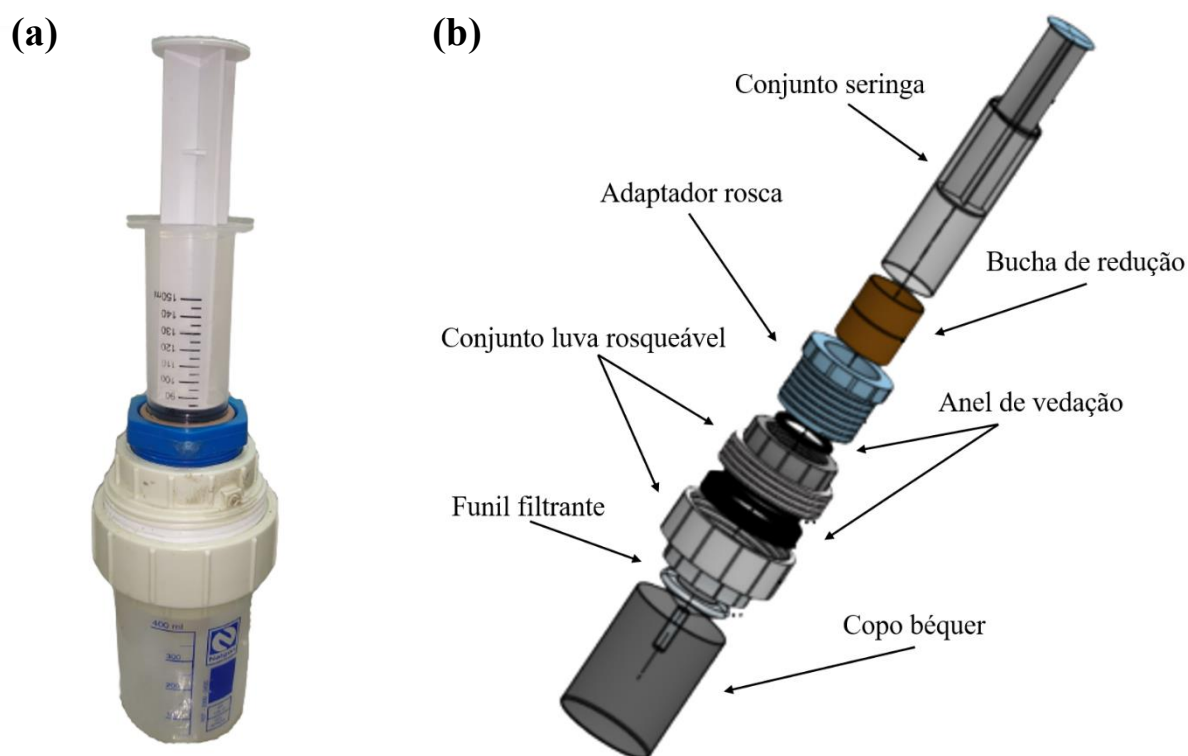 (a)
150ml
140
130
120
110
100
90
400 ml
300
200
(b)
Conjunto seringa
Adaptador rosca
Bucha de redução
Conjunto luva rosqueável
Anel de vedação
Funil filtrante
Copo béquer